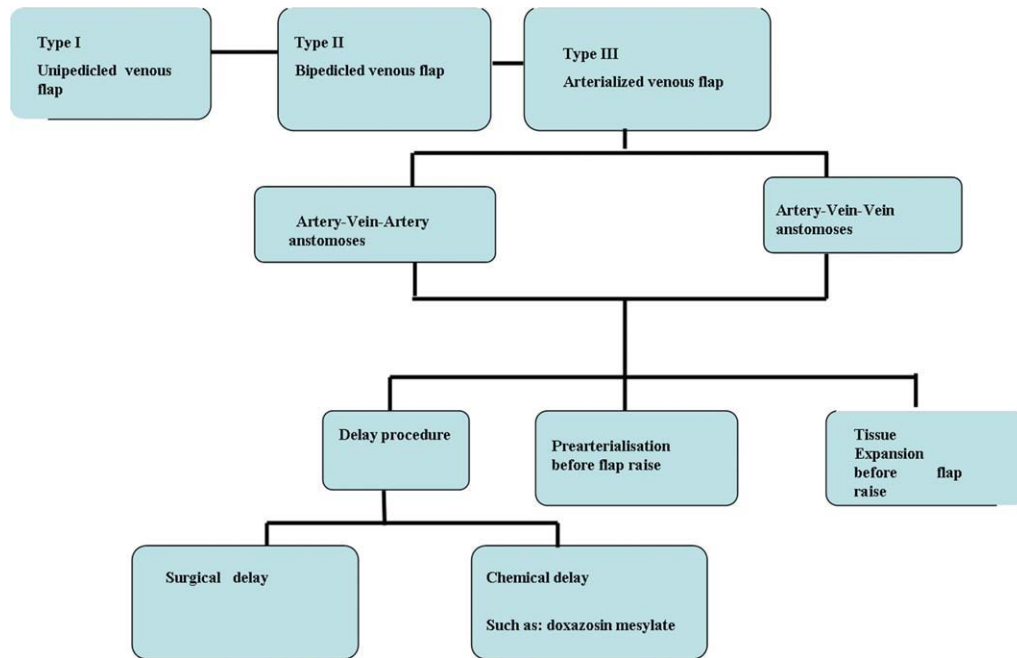 Type I
Unipedicled venous
flap
Type II
Bipedicled venous flap
Type III
Arterialized venous flap
Artery-Vein-Artery
anstomoses
Artery-Vein-Vein
anstomoses
Delay procedure
Prearterialisation
before flap raise
Tissue
Expansion
before flap
raise
Surgical delay
Chemical delay
Such as: doxazosin mesylate